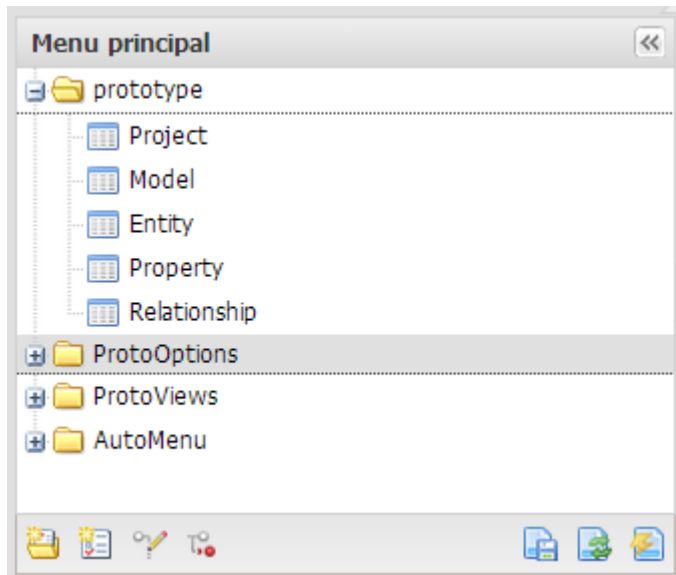 Menu principal
prototype
Project
Model
Entity
Property
Relationship
ProtoOptions
ProtoViews
AutoMenu